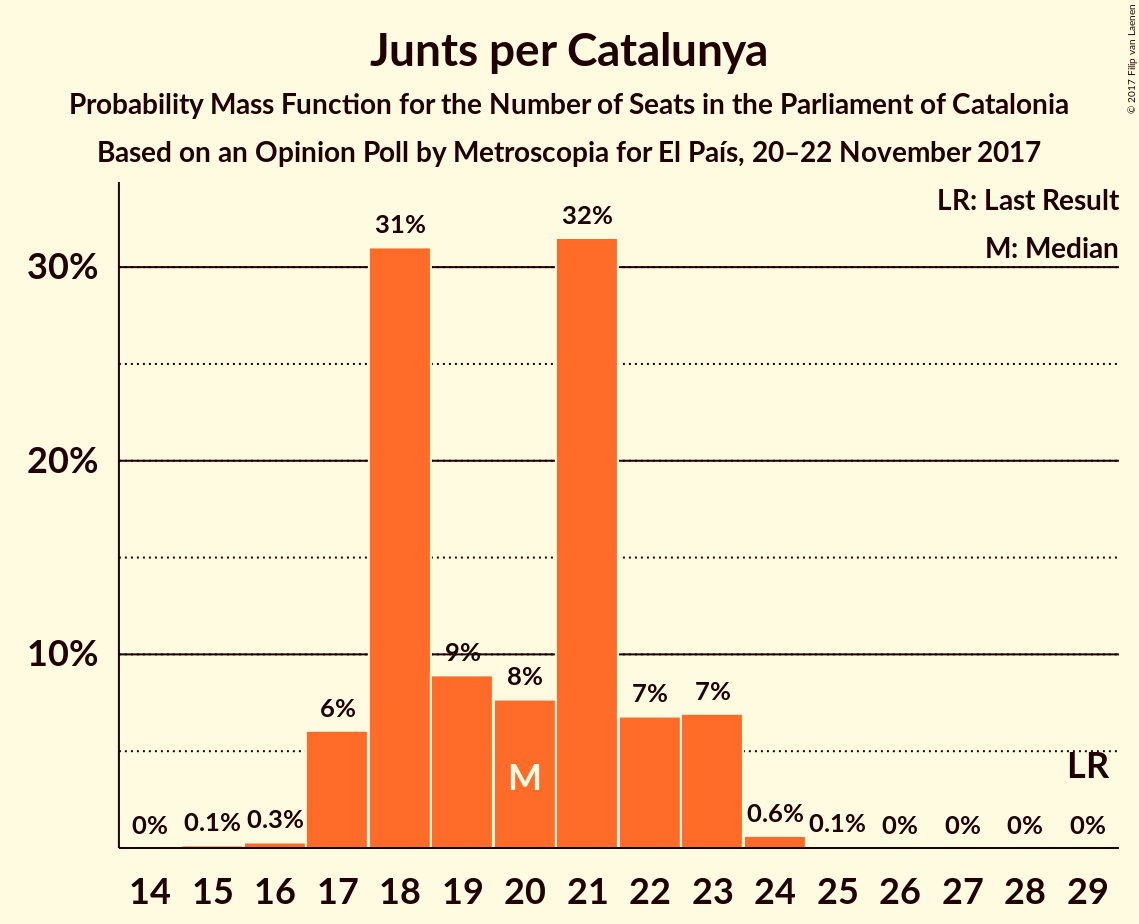 Junts per Catalunya
Probability Mass Function for the Number of Seats in the Parliament of Catalonia
Based on an Opinion Poll by Metroscopia for El País, 20–22 November 2017
© 2017 Filip van Laenen
LR: Last Result
M: Median
30%
20%
10%
0%
0.1%
0.3%
6%
31%
9%
8%
32%
7%
7%
0.6%
0.1%
0%
0%
0%
0%
M
LR
14 15 16 17 18 19 20 21 22 23 24 25 26 27 28 29